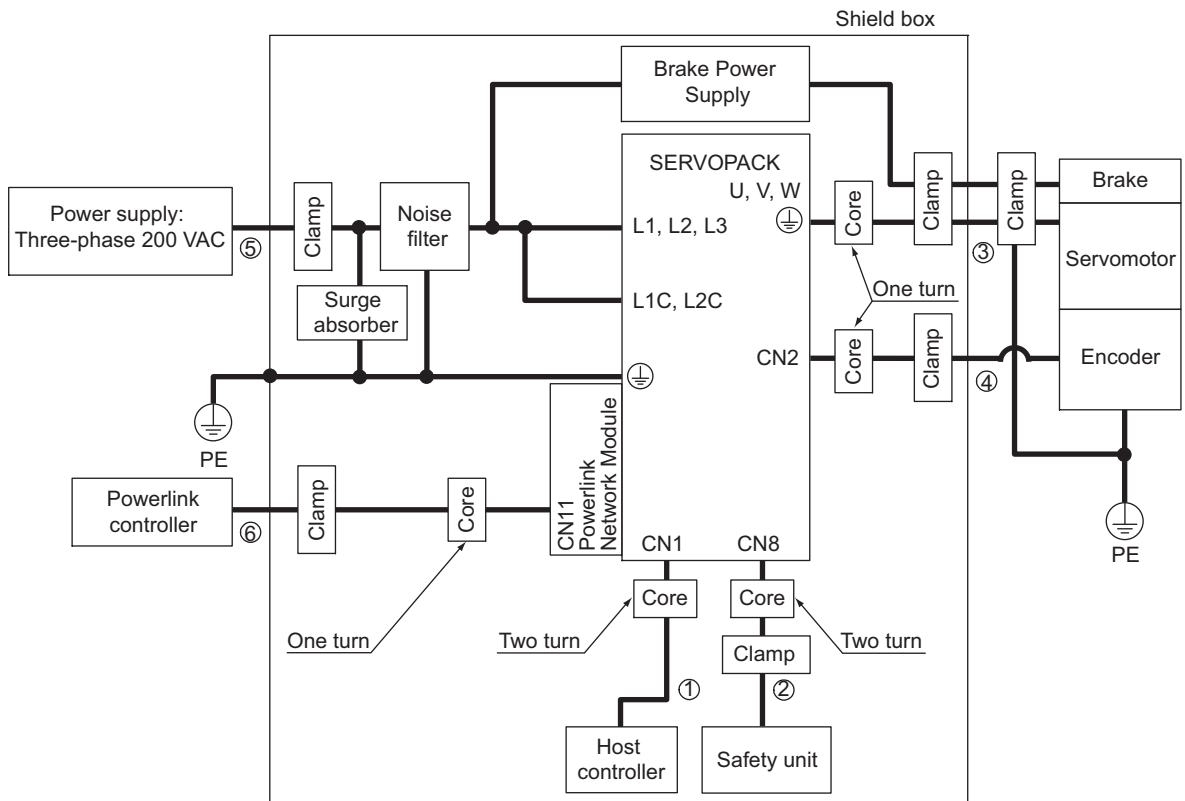 Shield box
Brake Power
Supply
SERVOPACK
U, V, W
Power supply:
Three-phase 200 VAC
⑤
Clamp
Noise
filter
L1, L2, L3
Core
Clamp
Clamp
Brake
③
Servomotor
Surge
absorber
L1C, L2C
One turn
CN2
Core
Clamp
④
Encoder
PE
Powerlink
controller
⑥
Clamp
Core
CN11
Powerlink
Network Module
PE
CN1
CN8
Core
Core
One turn
Two turn
Two turn
Clamp
①
②
Host
controller
Safety unit